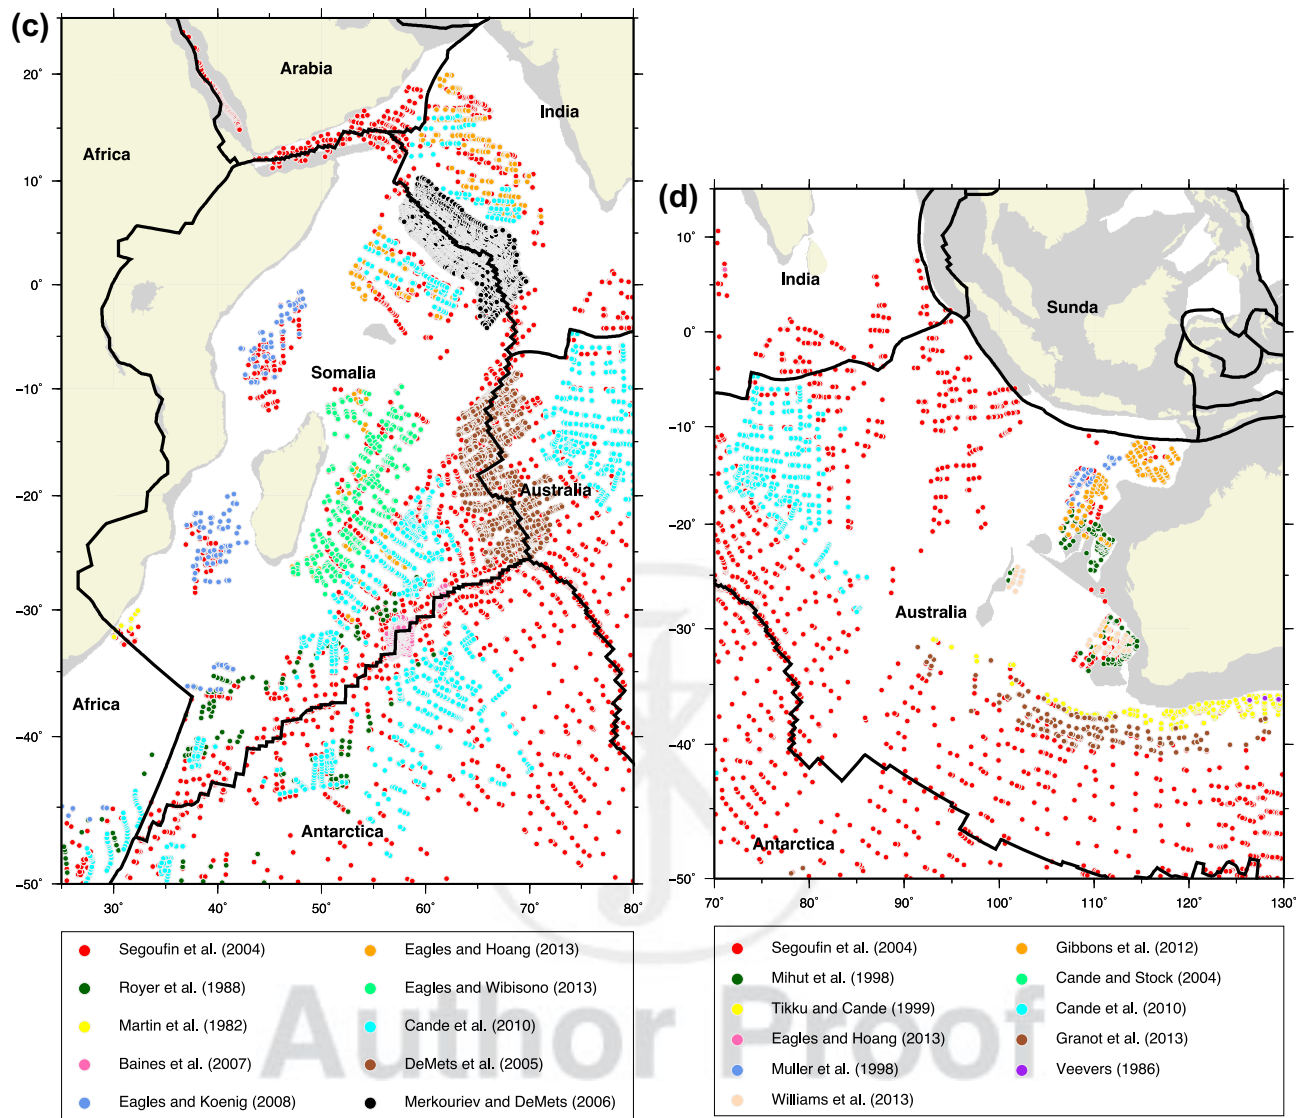 (c)
Arabia
India
Africa
Somalia
Australia
Africa
Antarctica
20°
10°
0°
−10°
−20°
−30°
−40°
−50°
30° 40° 50° 60° 70° 80°
Segoufin et al. (2004)
Royer et al. (1988)
Martin et al. (1982)
Baines et al. (2007)
Eagles and Koenig (2008)
Eagles and Hoang (2013)
Eagles and Wibisono (2013)
Cande et al. (2010)
DeMets et al. (2005)
Merkouriev and DeMets (2006)
(d)
India
Sunda
Australia
Antarctica
10°
0°
−10°
−20°
−30°
−40°
−50°
70° 80° 90° 100° 110° 120° 130°
Segoufin et al. (2004)
Mihut et al. (1998)
Tikku and Cande (1999)
Eagles and Hoang (2013)
Muller et al. (1998)
Williams et al. (2013)
Gibbons et al. (2012)
Cande and Stock (2004)
Cande et al. (2010)
Granot et al. (2013)
Veevers (1986)
Author Proof